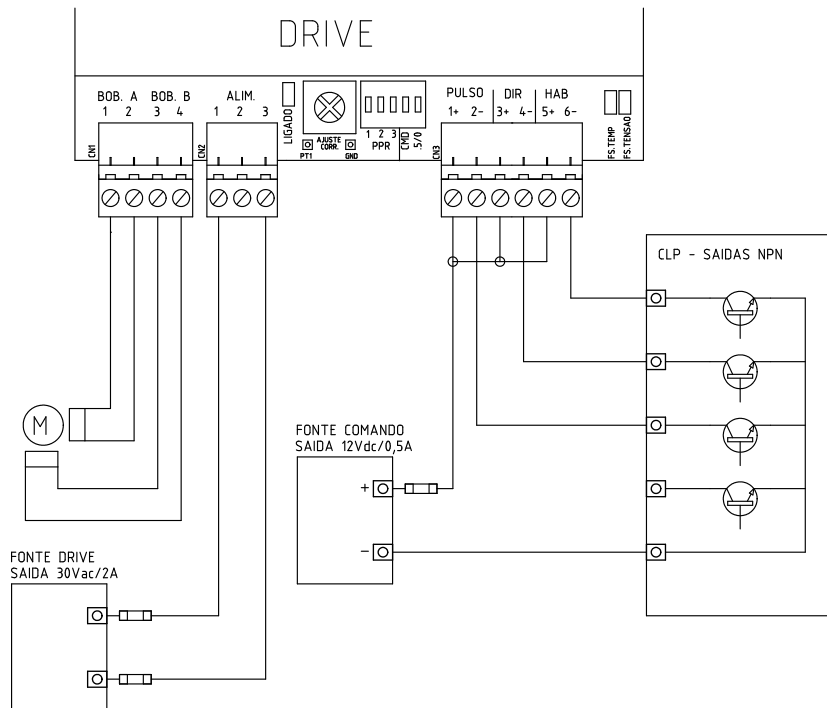 DRIVE
BOB. A BOB. B
1 2 3 4
CN1
ALIM.
1 2 3
CN2
LIGADO
AJUSTE
CORR.
PT1
GND
1 2 3
PPR
CMD
.5/0
PULSO DIR HAB
1+ 2- 3+ 4- 5+ 6-
CN3
FS.TEMP
FS.TENSAO
CLP - SAIDAS NPN
M
FONTE COMANDO
SAIDA 12Vdc/0,5A
+
-
FONTE DRIVE
SAIDA 30Vac/2A